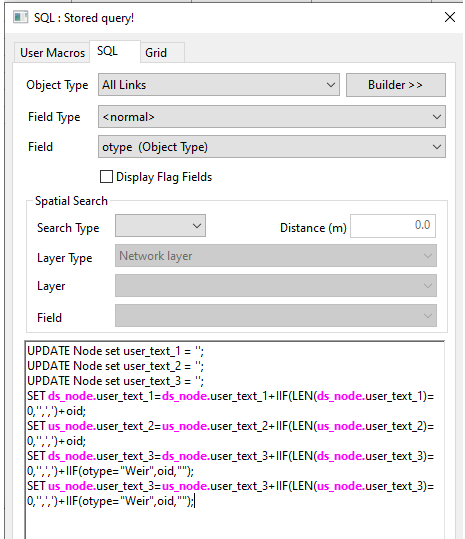 SQL : Stored query!
User Macros SQL Grid
Object Type All Links Builder >>
Field Type <normal>
Field otype (Object Type)
Display Flag Fields
Spatial Search
Search Type Distance (m) 0.0
Layer Type Network layer
Layer
Field
UPDATE Node set user_text_1 = '';
UPDATE Node set user_text_2 = '';
UPDATE Node set user_text_3 = '';
SET ds_node.user_text_1=ds_node.user_text_1+IIF(LEN(ds_node.user_text_1)=
0,'',',')+oid;
SET us_node.user_text_2=us_node.user_text_2+IIF(LEN(us_node.user_text_2)=
0,'',',')+oid;
SET ds_node.user_text_3=ds_node.user_text_3+IIF(LEN(ds_node.user_text_3)=
0,'',',')+IIF(otype="Weir",oid,"");
SET us_node.user_text_3=us_node.user_text_3+IIF(LEN(us_node.user_text_3)=
0,'',',')+IIF(otype="Weir",oid,"");